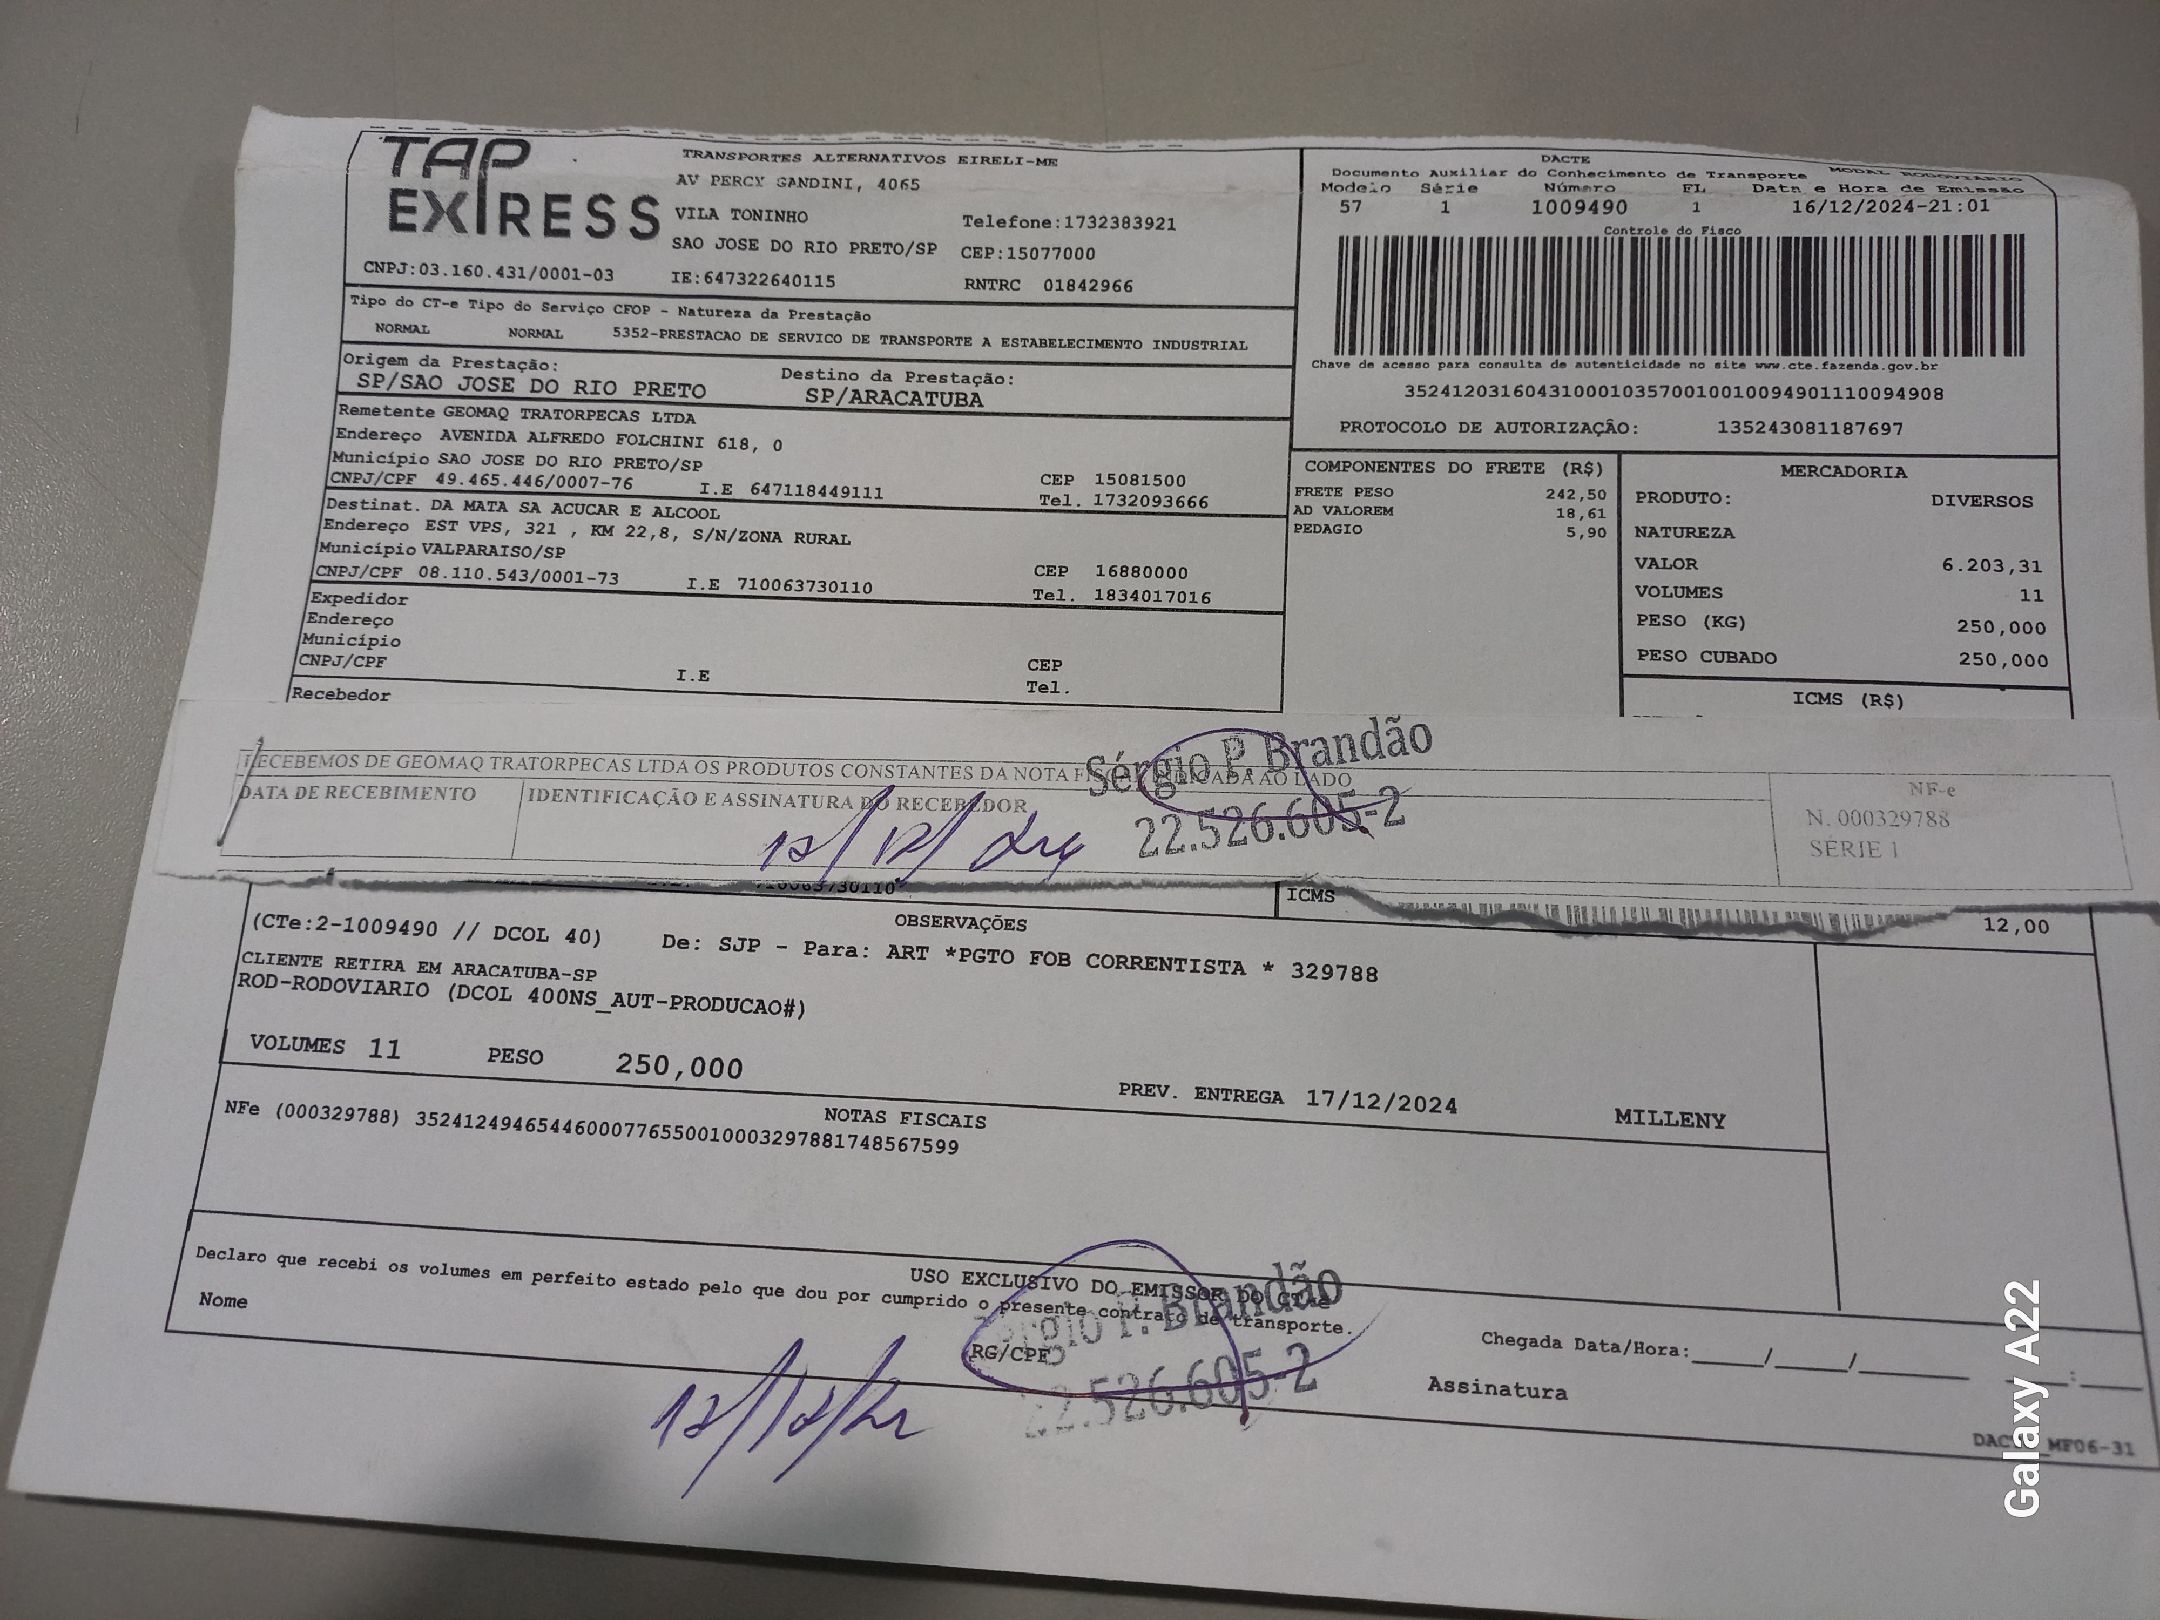 TAP
EXPRESS
TRANSPORTES ALTERNATIVOS EIRELI-ME
AV PERCY GANDINI, 4065
VILA TONINHO
Telefone:1732383921
SAO JOSE DO RIO PRETO/SP CEP:15077000
CNPJ:03.160.431/0001-03 IE:647322640115 RNTRC 01842966
DACTE
Documento Auxiliar do Conhecimento de Transporte MODAL RODOVIARIO
Modelo Série Número FL Data e Hora de Emissão
57 1 1009490 1 16/12/2024-21:01
Controle do Fisco
Chave de acesso para consulta de autenticidade no site www.cte.fazenda.gov.br
35241203160431000103570010010094901110094908
PROTOCOLO DE AUTORIZAÇÃO: 135243081187697
Tipo do CT-e Tipo do Serviço CFOP - Natureza da Prestação
NORMAL NORMAL 5352-PRESTACAO DE SERVICO DE TRANSPORTE A ESTABELECIMENTO INDUSTRIAL
Origem da Prestação: Destino da Prestação:
SP/SAO JOSE DO RIO PRETO SP/ARACATUBA
Remetente GEOMAQ TRATORPECAS LTDA
Endereço AVENIDA ALFREDO FOLCHINI 618, 0
Município SAO JOSE DO RIO PRETO/SP CEP 15081500
CNPJ/CPF 49.465.446/0007-76 I.E 647118449111 Tel. 1732093666
Destinat. DA MATA SA ACUCAR E ALCOOL
Endereço EST VPS, 321 , KM 22,8, S/N/ZONA RURAL
Município VALPARAISO/SP CEP 16880000
CNPJ/CPF 08.110.543/0001-73 I.E 710063730110 Tel. 1834017016
Expedidor
Endereço
Município
CNPJ/CPF I.E CEP
Tel.
Recebedor
COMPONENTES DO FRETE (R$)
FRETE PESO 242,50
AD VALOREM 18,61
PEDAGIO 5,90
MERCADORIA
PRODUTO: DIVERSOS
NATUREZA
VALOR 6.203,31
VOLUMES 11
PESO (KG) 250,000
PESO CUBADO 250,000
ICMS (R$)
RECEBEMOS DE GEOMAQ TRATORPECAS LTDA OS PRODUTOS CONSTANTES DA NOTA FISCAL INDICADA AO LADO
DATA DE RECEBIMENTO IDENTIFICAÇÃO E ASSINATURA DO RECEBEDOR
Sérgio P. Brandão
22.526.605-2
NF-e
N. 000329788
SÉRIE 1
710063730110
ICMS 12,00
OBSERVAÇÕES
(CTe:2-1009490 // DCOL 40) De: SJP - Para: ART *PGTO FOB CORRENTISTA * 329788
CLIENTE RETIRA EM ARACATUBA-SP
ROD-RODOVIARIO (DCOL 400NS_AUT-PRODUCAO#)
VOLUMES 11 PESO 250,000
PREV. ENTREGA 17/12/2024 MILLENY
NOTAS FISCAIS
NFe (000329788) 35241249465446000776550010003297881748567599
USO EXCLUSIVO DO EMISSOR DO CT-e
Declaro que recebi os volumes em perfeito estado pelo que dou por cumprido o presente contrato de transporte.
Nome RG/CPF
Sérgio P. Brandão
22.526.605-2
Chegada Data/Hora:_____/_____/_______ __:____
Assinatura
DACTE_MF06-31
Galaxy A22